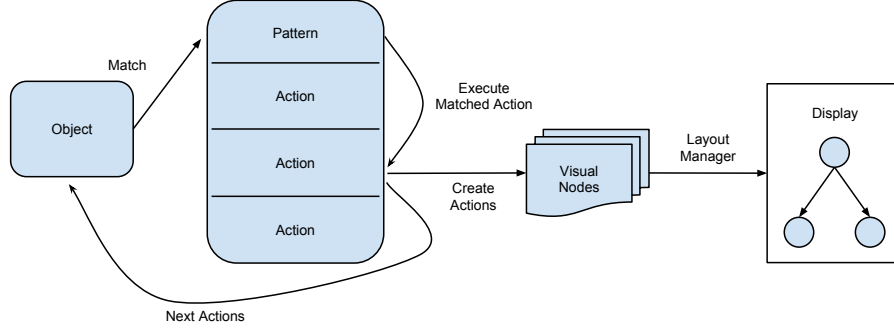 Object
Match
Pattern
Action
Action
Action
Execute
Matched Action
Next Actions
Create
Actions
Visual
Nodes
Layout
Manager
Display